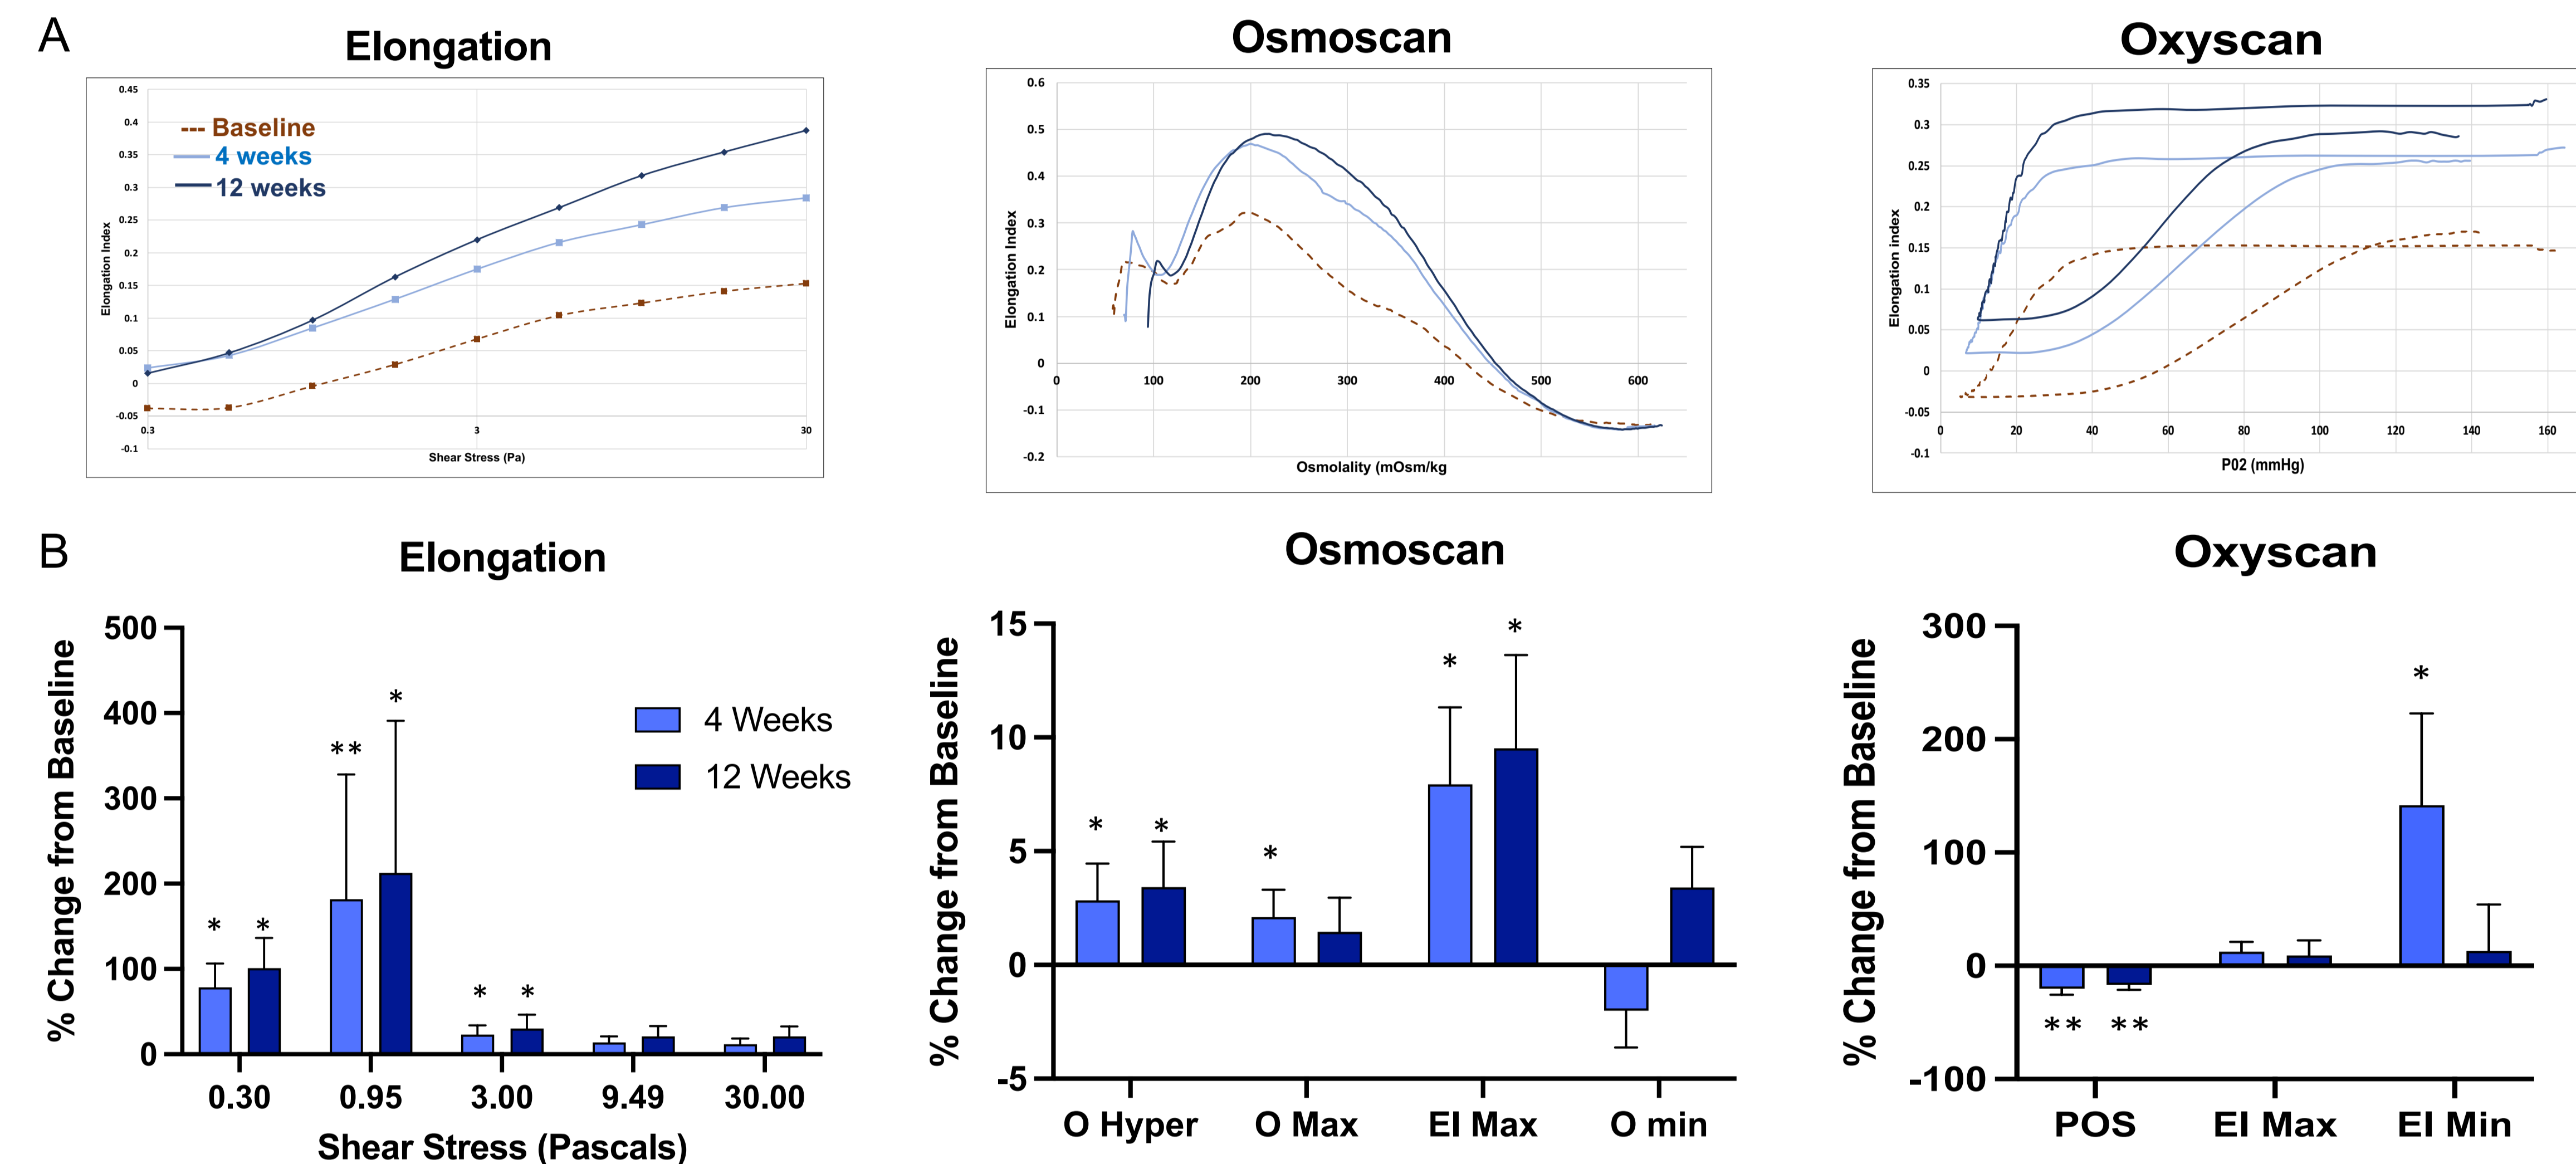 A
Elongation
Osmoscan
Oxyscan
0.45
0.4
0.35
0.3
0.25
0.2
0.15
0.1
0.05
0
-0.05
-0.1
Elongation Index
Baseline
4 weeks
12 weeks
0.3
3
30
Shear Stress (Pa)
0.6
0.5
0.4
0.3
0.2
0.1
0
-0.1
-0.2
Elongation Index
0
100
200
300
400
500
600
Osmolality (mOsm/kg
0.35
0.3
0.25
0.2
0.15
0.1
0.05
0
-0.05
-0.1
Elongation index
0
20
40
60
80
100
120
140
160
P02 (mmHg)
B
Elongation
Osmoscan
Oxyscan
% Change from Baseline
500
400
300
200
100
0
*
*
**
*
*
*
4 Weeks
12 Weeks
0.30
0.95
3.00
9.49
30.00
Shear Stress (Pascals)
% Change from Baseline
15
10
5
0
-5
*
*
*
*
*
O Hyper
O Max
EI Max
O min
% Change from Baseline
300
200
100
0
-100
**
**
*
POS
EI Max
EI Min